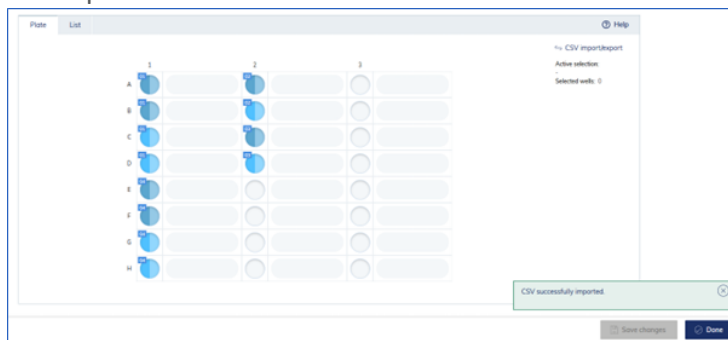 Plate List Help
CSV import/export
1 2 3
Active selection:
-
A
Selected wells: 0
B
C
D
E
F
G
H
CSV successfully imported.
Save changes Done